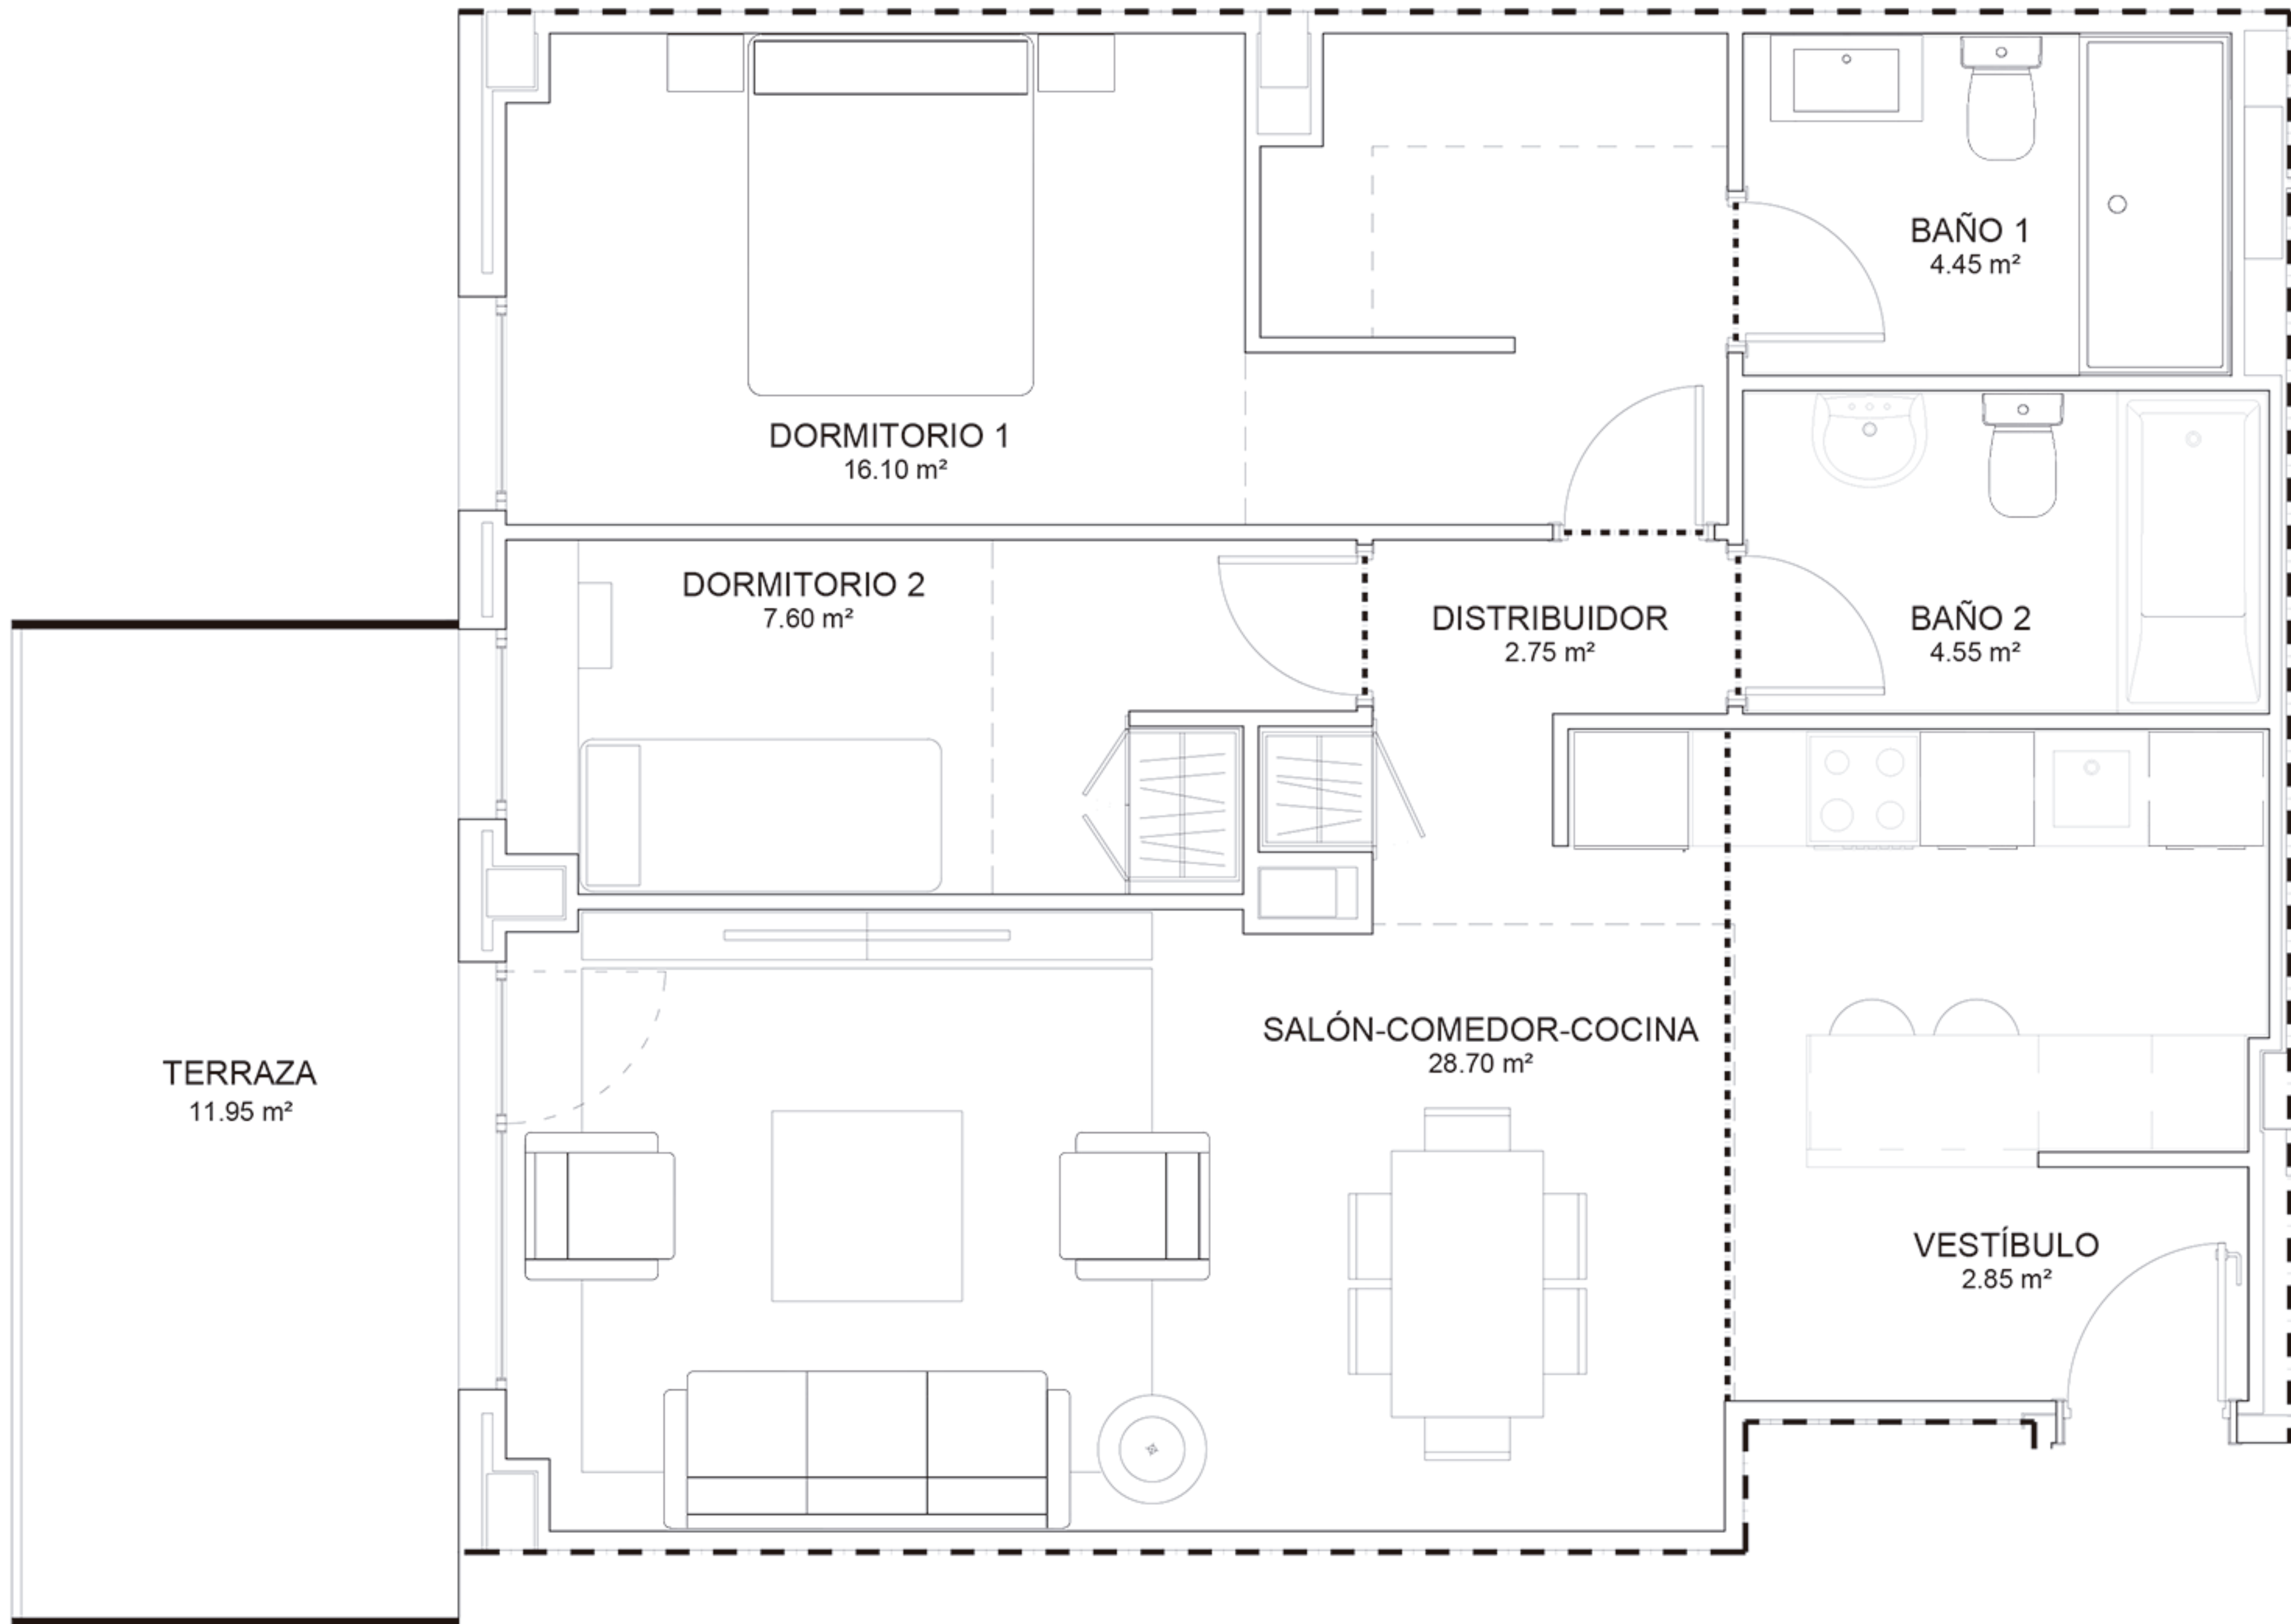 BAÑO 1
4.45 m²
DORMITORIO 1
16.10 m²
DORMITORIO 2
7.60 m²
DISTRIBUIDOR
2.75 m²
BAÑO 2
4.55 m²
SALÓN-COMEDOR-COCINA
28.70 m²
TERRAZA
11.95 m²
VESTÍBULO
2.85 m²